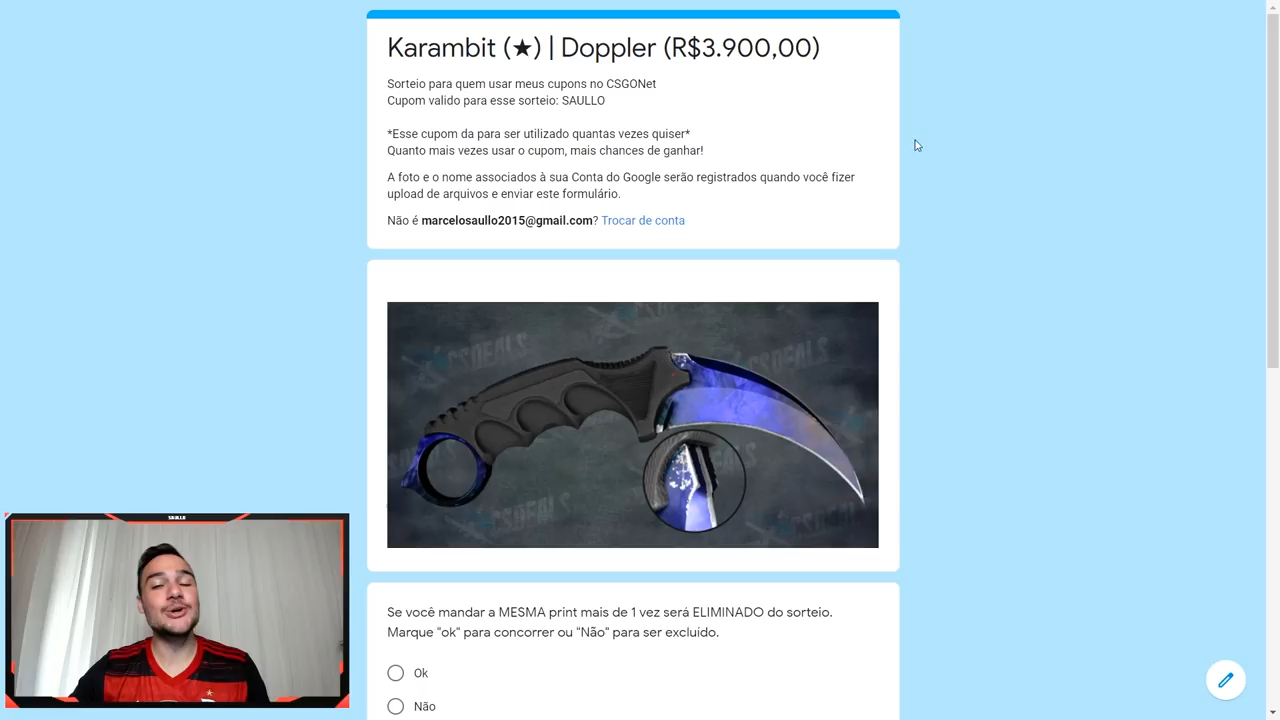 Karambit (★) | Doppler (R$3.900,00)
Sorteio para quem usar meus cupons no CSGONet
Cupom valido para esse sorteio: SAULLO
*Esse cupom da para ser utilizado quantas vezes quiser*
Quanto mais vezes usar o cupom, mais chances de ganhar!
A foto e o nome associados à sua Conta do Google serão registrados quando você fizer
upload de arquivos e enviar este formulário.
Não é marcelosaullo2015@gmail.com? Trocar de conta
CSDEALS
CSDEALS
CSDEALS
SAULLO
Se você mandar a MESMA print mais de 1 vez será ELIMINADO do sorteio.
Marque "ok" para concorrer ou "Não" para ser excluído.
Ok
Não